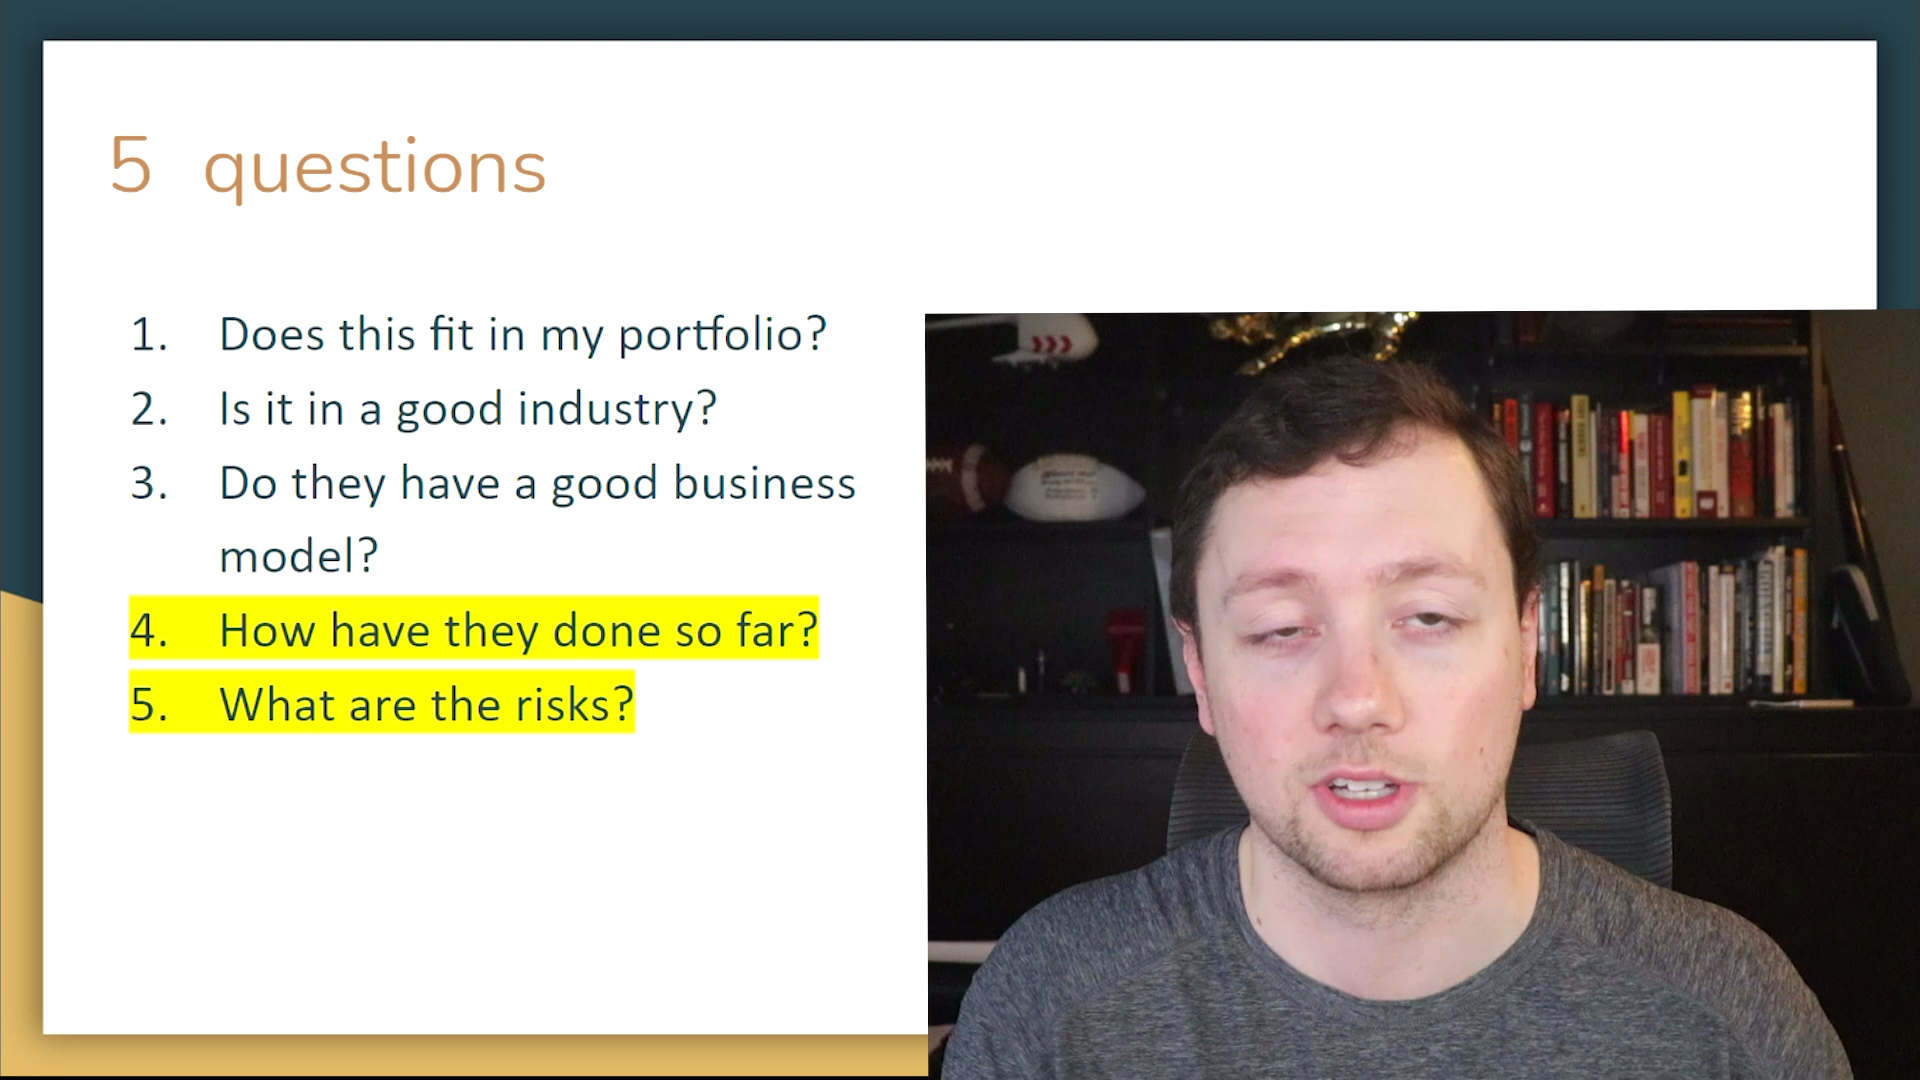 5 questions
1. Does this fit in my portfolio?
2. Is it in a good industry?
3. Do they have a good business
model?
4. How have they done so far?
5. What are the risks?